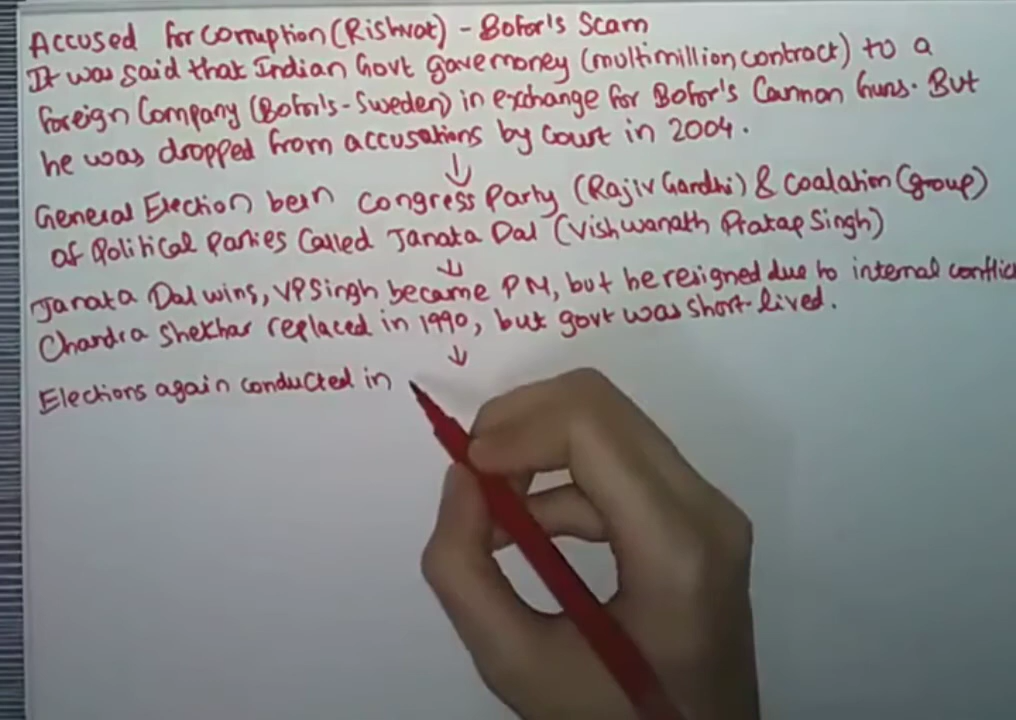 Accused for corruption (Rishvat) - Bofor's Scam
It was said that Indian Govt gave money (multimillion contract) to a
foreign Company (Bofor's - Sweden) in exchange for Bofor's Cannon Guns. But
he was dropped from accusations by Court in 2004.
↓
General Election bern Congress Party (Rajiv Gandhi) & Coalation (group)
of Political Parties Called Janata Dal (Vishwanath Pratap Singh)
↓
Janata Dal wins, VP Singh became PM, but he resigned due to internal conflic
Chandra Shekhar replaced in 1990, but govt was short-lived.
↓
Elections again conducted in